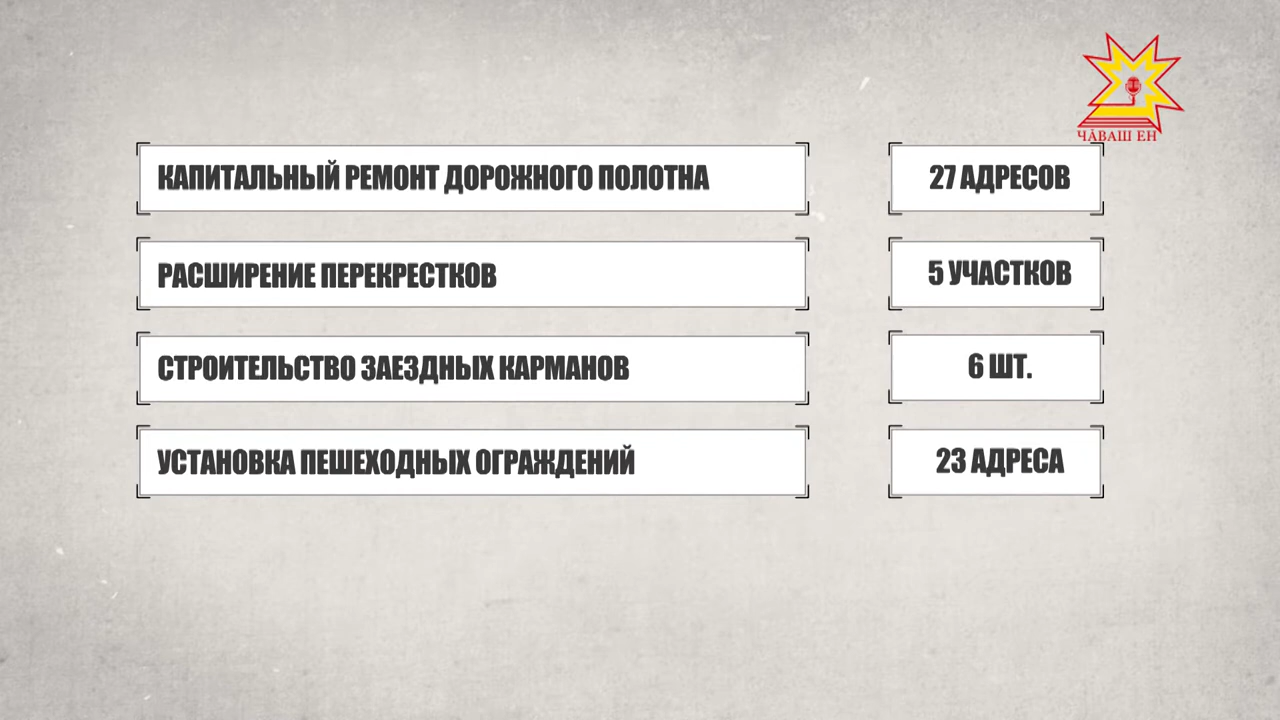 ЧӐВАШ ЕН
КАПИТАЛЬНЫЙ РЕМОНТ ДОРОЖНОГО ПОЛОТНА 27 АДРЕСОВ
РАСШИРЕНИЕ ПЕРЕКРЕСТКОВ 5 УЧАСТКОВ
СТРОИТЕЛЬСТВО ЗАЕЗДНЫХ КАРМАНОВ 6 ШТ.
УСТАНОВКА ПЕШЕХОДНЫХ ОГРАЖДЕНИЙ 23 АДРЕСА